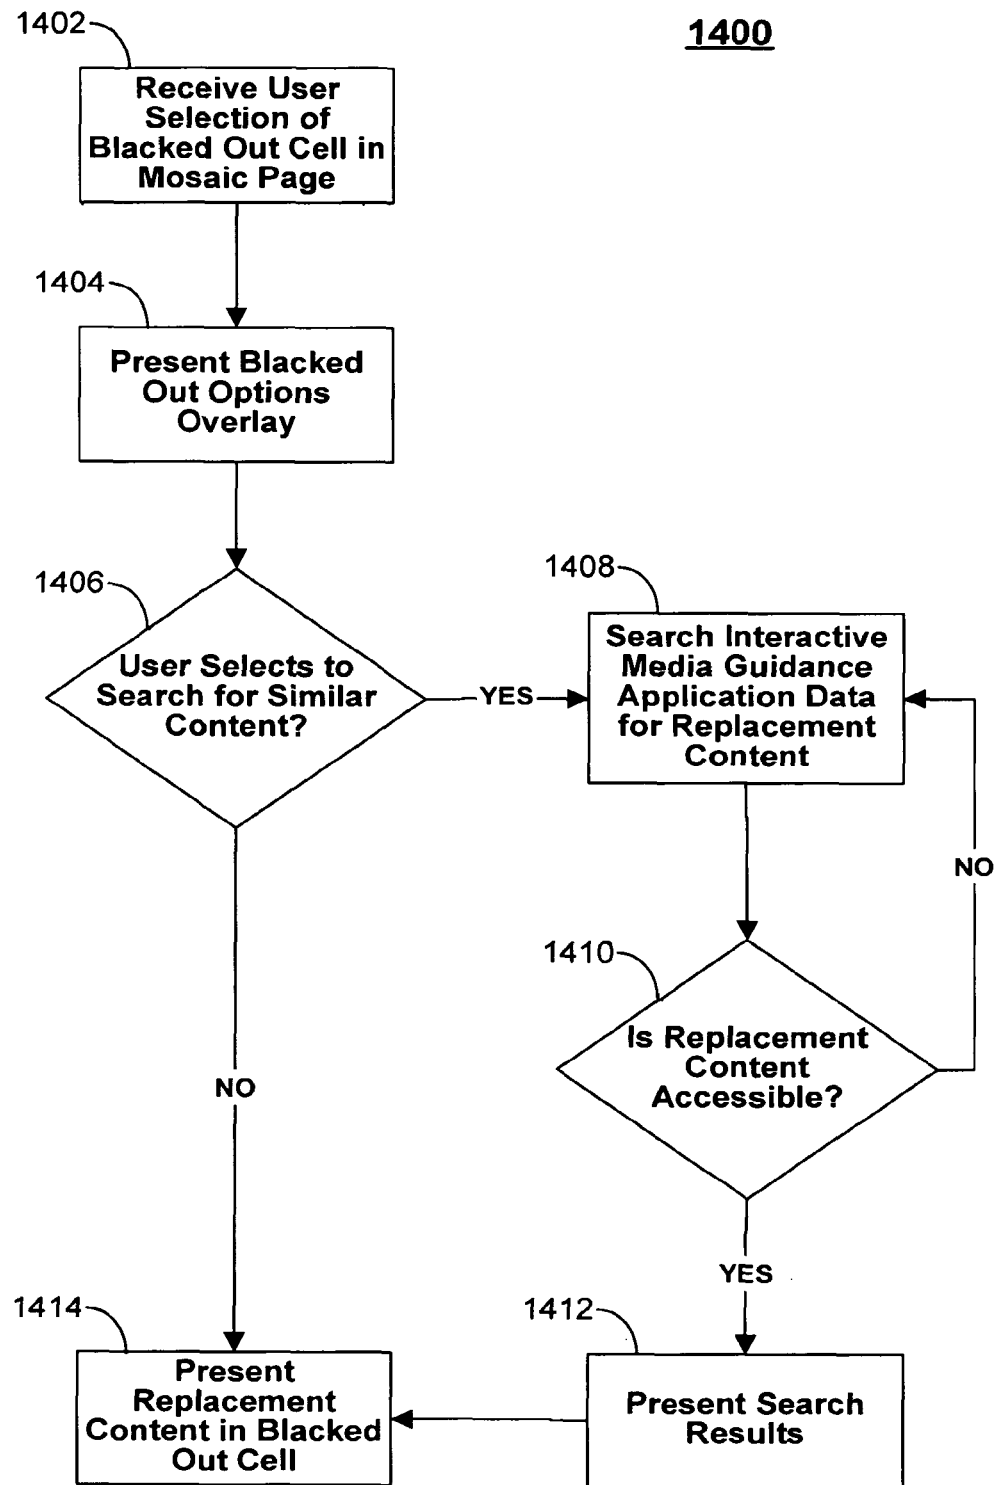 1400
1402
Receive User
Selection of
Blacked Out Cell in
Mosaic Page
1404
Present Blacked
Out Options
Overlay
1406
User Selects to
Search for Similar
Content?
YES
1408
Search Interactive
Media Guidance
Application Data
for Replacement
Content
NO
1410
Is Replacement
Content
Accessible?
NO
YES
1412
Present Search
Results
1414
Present
Replacement
Content in Blacked
Out Cell